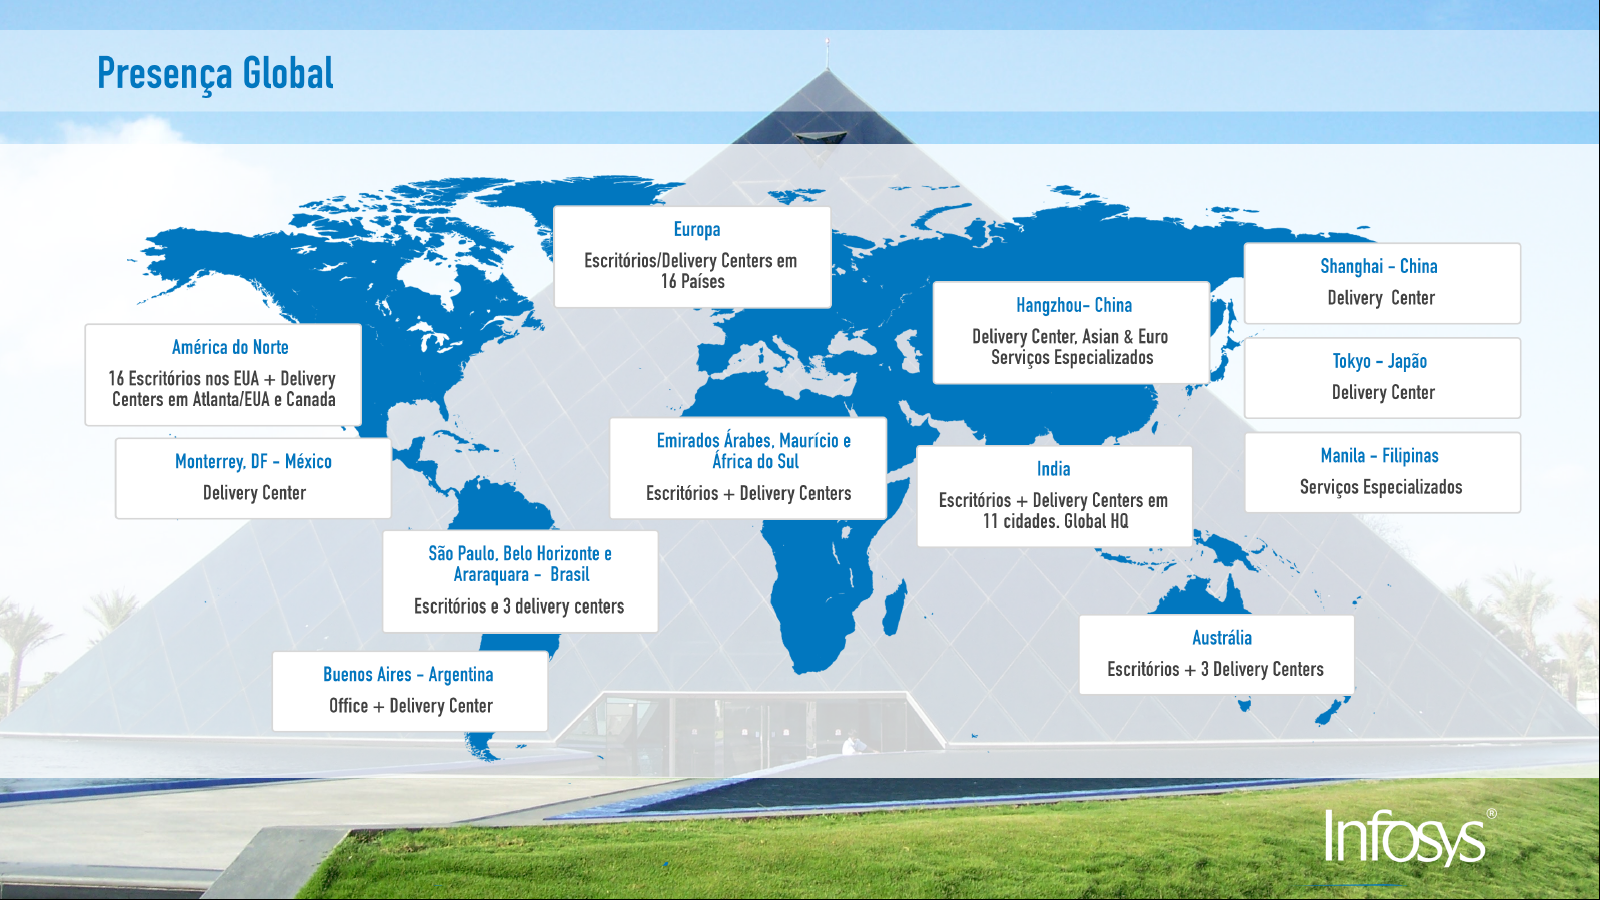 Presença Global
Europa
Escritórios/Delivery Centers em
16 Países
Shanghai - China
Delivery  Center
Hangzhou- China
Delivery Center, Asian & Euro
Serviços Especializados
América do Norte
16 Escritórios nos EUA + Delivery
Centers em Atlanta/EUA e Canada
Tokyo - Japão
Delivery Center
Monterrey, DF - México
Delivery Center
Emirados Árabes, Maurício e
África do Sul
Escritórios + Delivery Centers
India
Escritórios + Delivery Centers em
11 cidades. Global HQ
Manila - Filipinas
Serviços Especializados
São Paulo, Belo Horizonte e
Araraquara -  Brasil
Escritórios e 3 delivery centers
Austrália
Escritórios + 3 Delivery Centers
Buenos Aires - Argentina
Office + Delivery Center
Infosys®